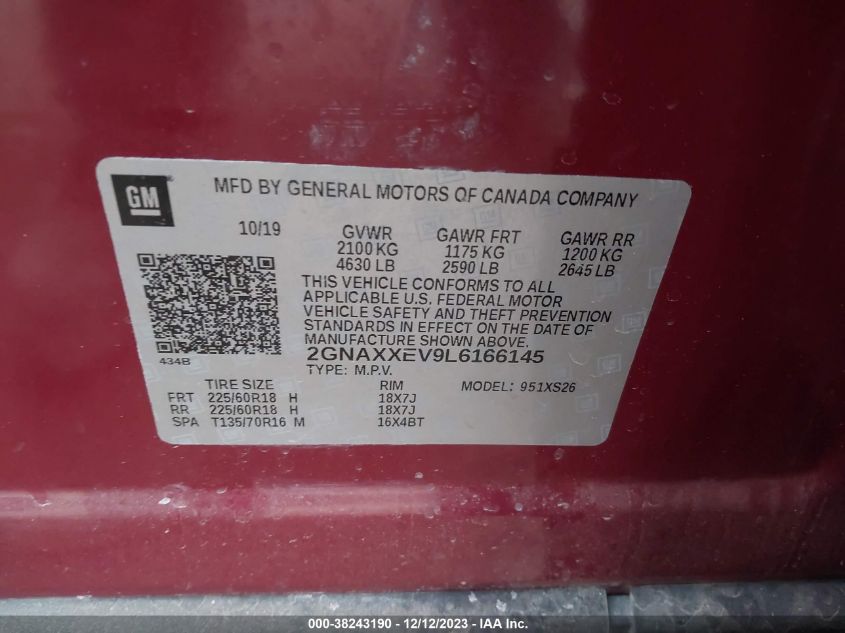 GM
MFD BY GENERAL MOTORS OF CANADA COMPANY
10/19 GVWR GAWR FRT GAWR RR
2100 KG 1175 KG 1200 KG
4630 LB 2590 LB 2645 LB
THIS VEHICLE CONFORMS TO ALL
APPLICABLE U.S. FEDERAL MOTOR
VEHICLE SAFETY AND THEFT PREVENTION
STANDARDS IN EFFECT ON THE DATE OF
MANUFACTURE SHOWN ABOVE.
434B 2GNAXXEV9L6166145
TYPE: M.P.V. MODEL: 951XS26
TIRE SIZE RIM
FRT 225/60R18 H 18X7J
RR 225/60R18 H 18X7J
SPA T135/70R16 M 16X4BT
000-38243190 - 12/12/2023 - IAA Inc.